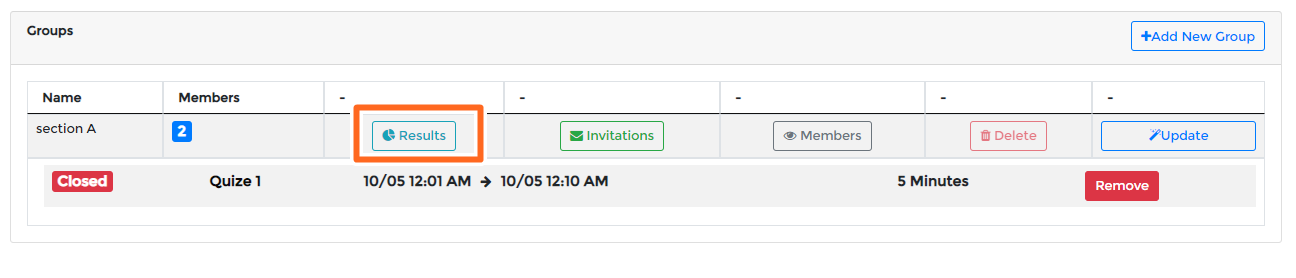 Groups
+Add New Group
Name Members - - - - -
section A 2 Results Invitations Members Delete Update
Closed Quize 1 10/05 12:01 AM → 10/05 12:10 AM 5 Minutes Remove